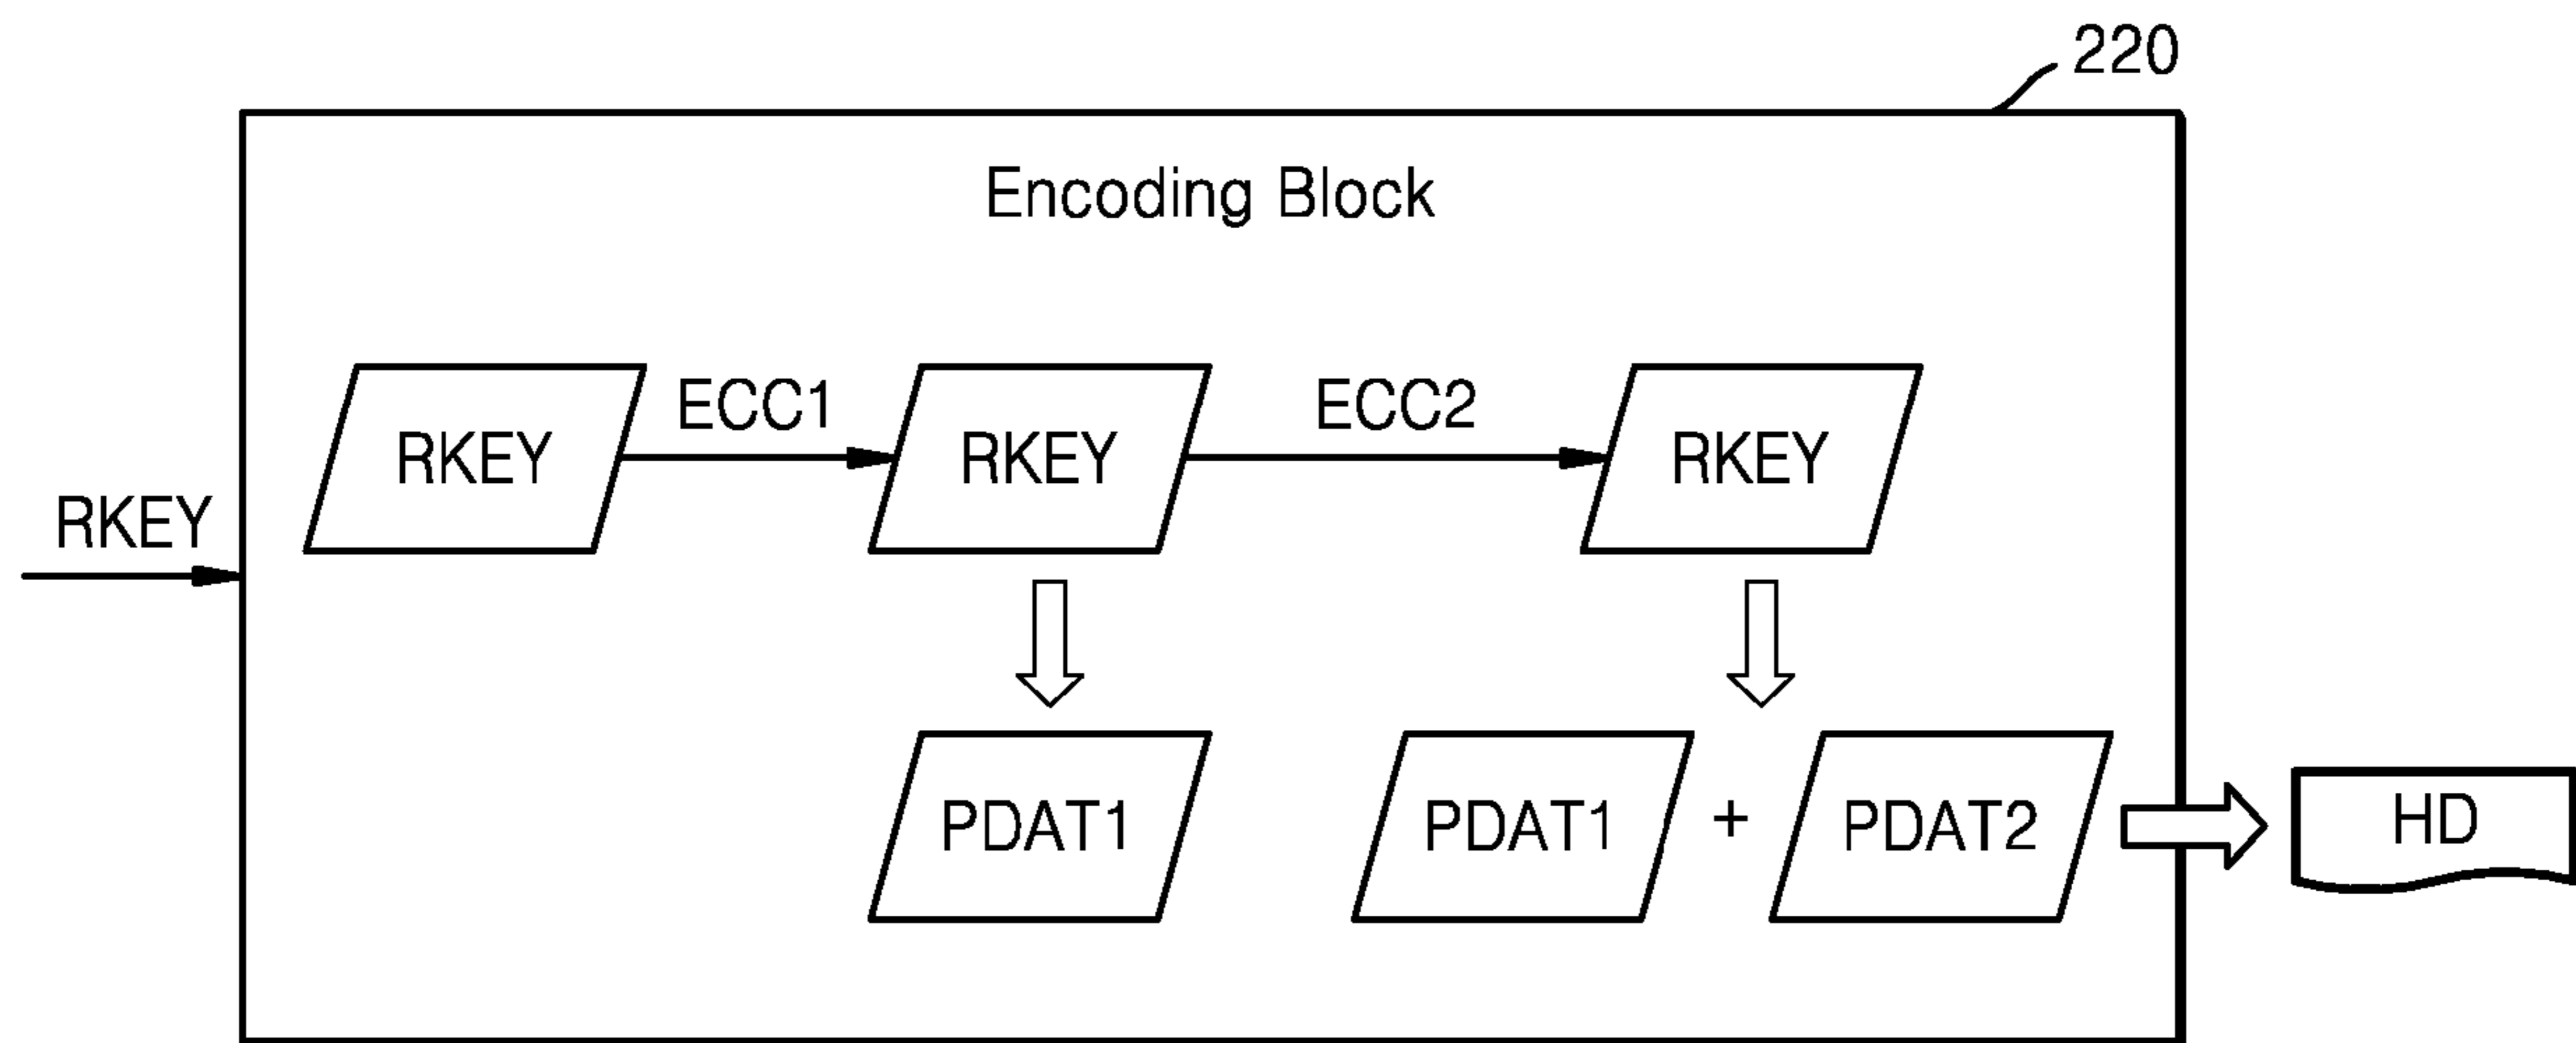 220
Encoding Block
RKEY
RKEY
ECC1
RKEY
ECC2
RKEY
PDAT1
PDAT1
+
PDAT2
HD